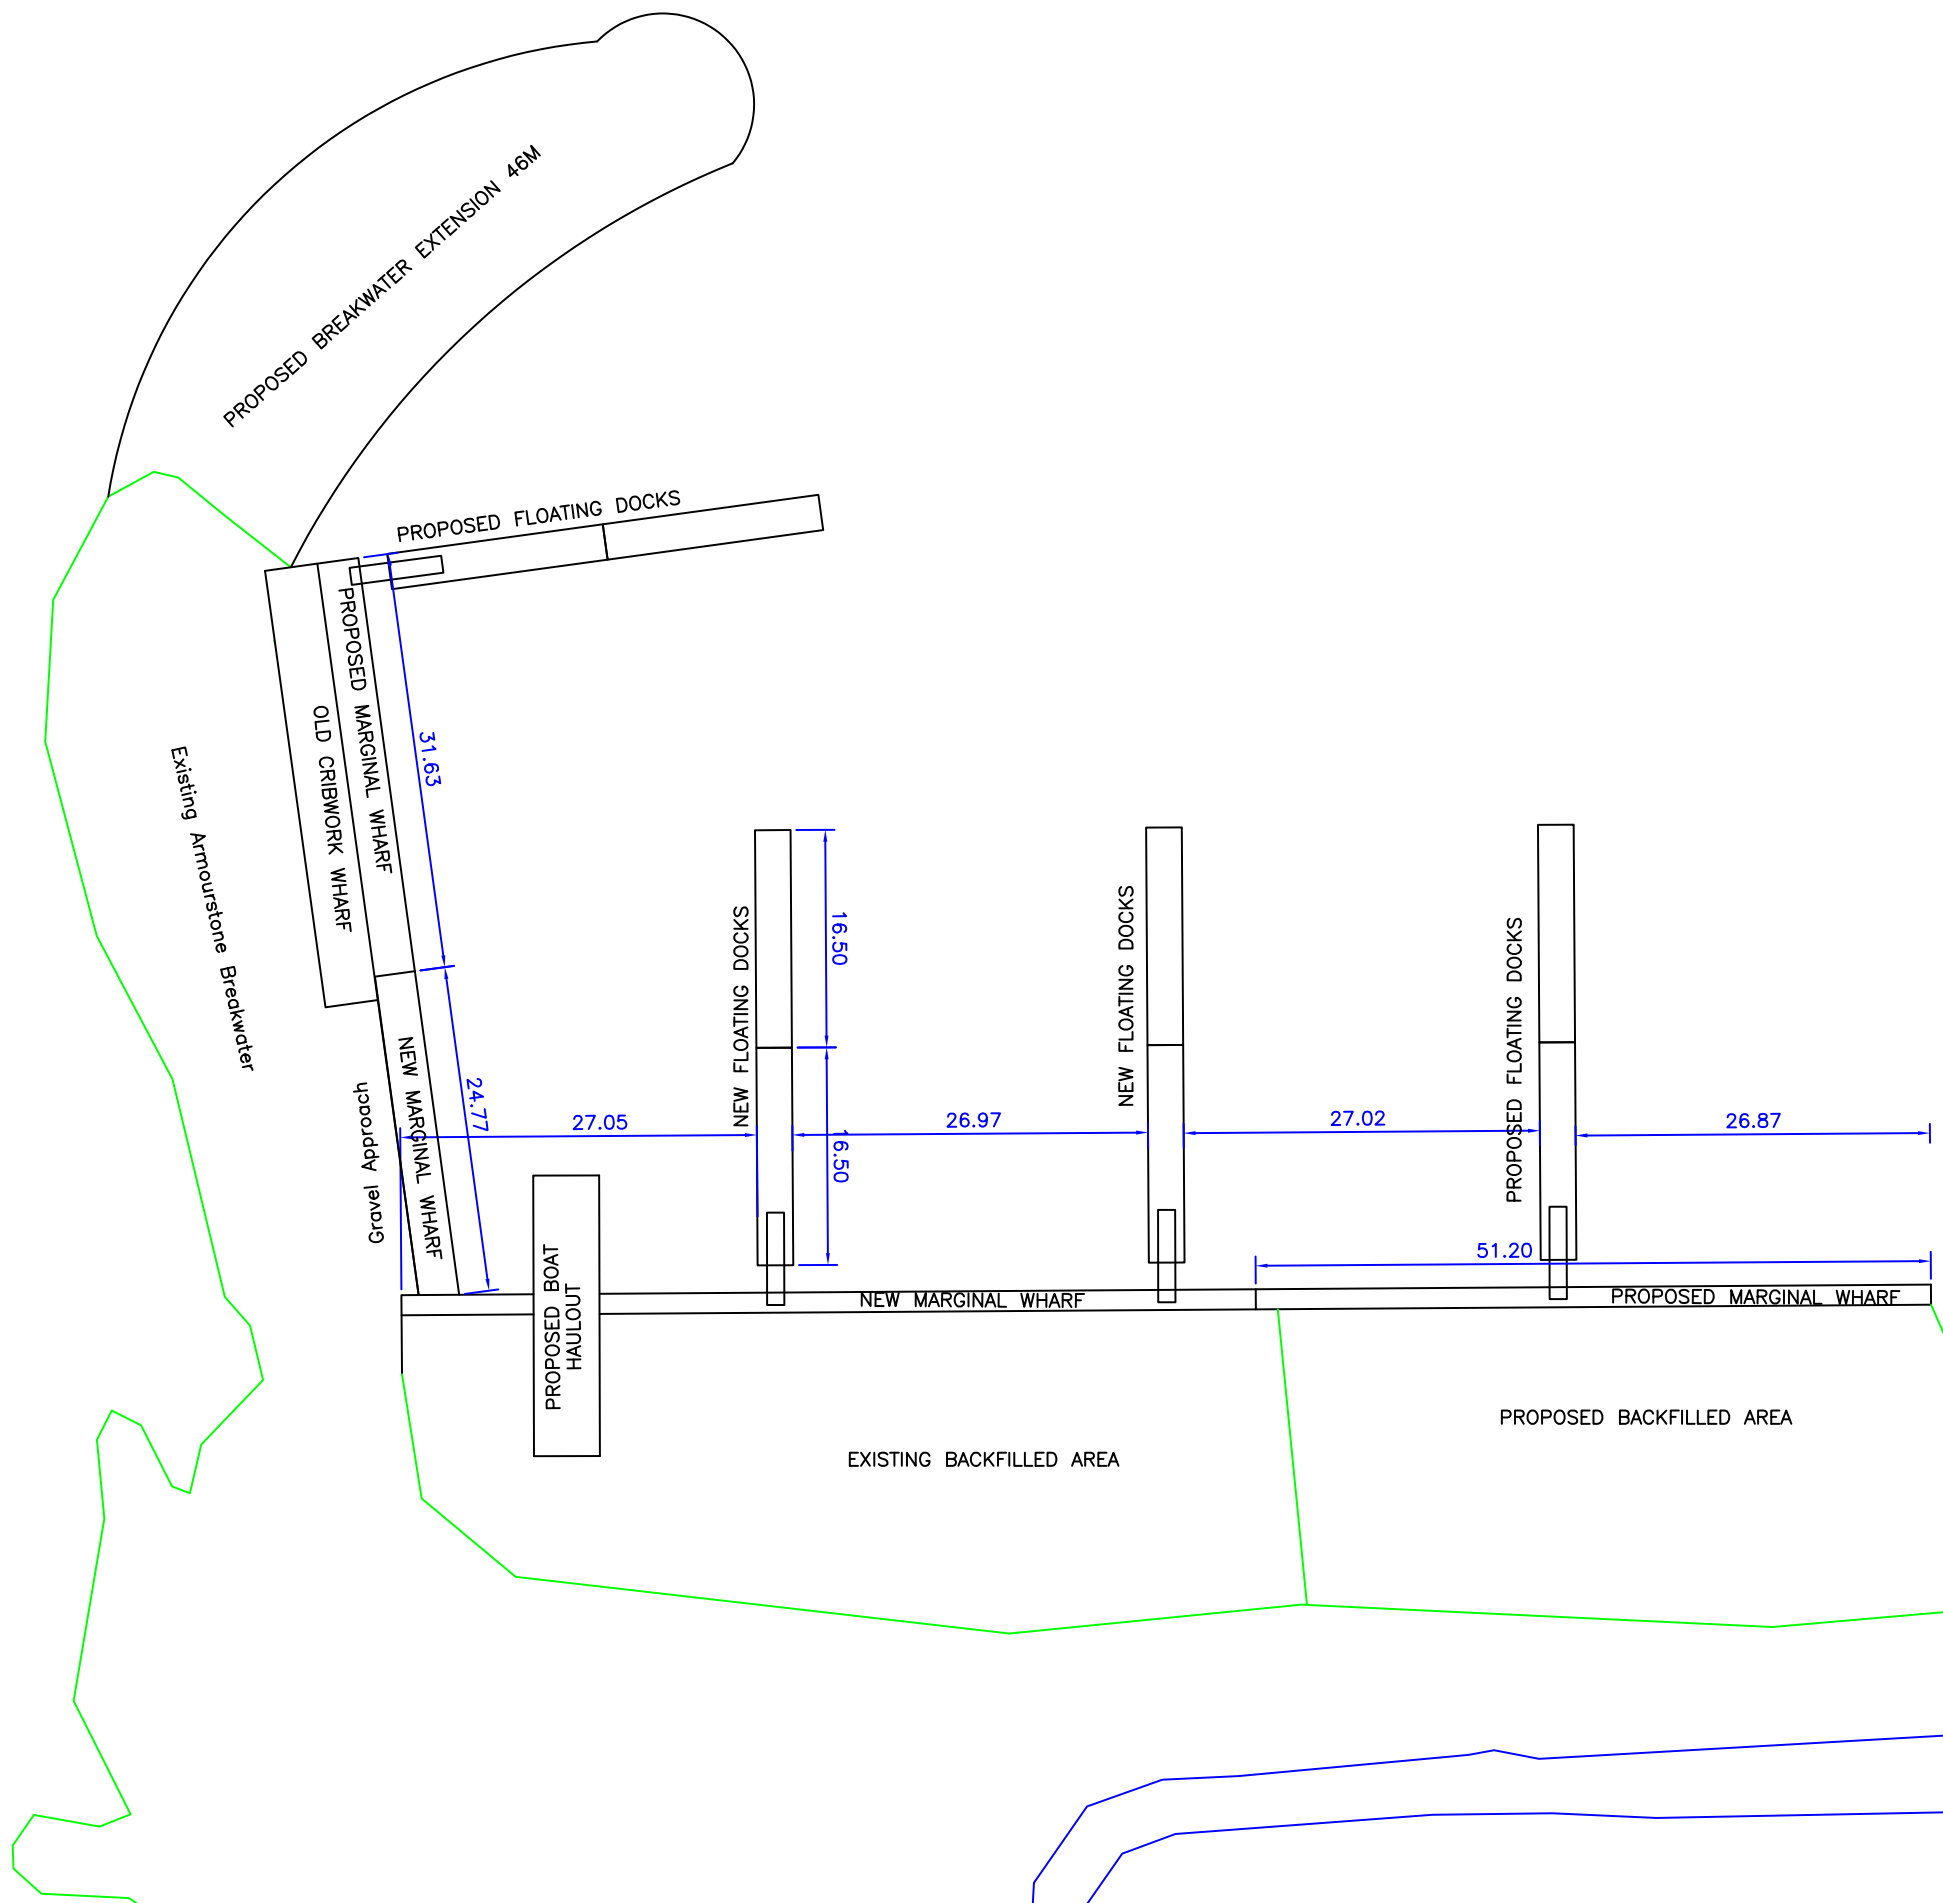 PROPOSED BREAKWATER EXTENSION 46M
PROPOSED FLOATING DOCKS
PROPOSED MARGINAL WHARF
OLD CRIBWORK WHARF
31.63
Existing Armourstone Breakwater
NEW MARGINAL WHARF
24.77
Gravel Approach
NEW FLOATING DOCKS
16.50
16.50
NEW FLOATING DOCKS
PROPOSED FLOATING DOCKS
27.05
26.97
27.02
26.87
51.20
PROPOSED BOAT
HAULOUT
NEW MARGINAL WHARF
PROPOSED MARGINAL WHARF
EXISTING BACKFILLED AREA
PROPOSED BACKFILLED AREA